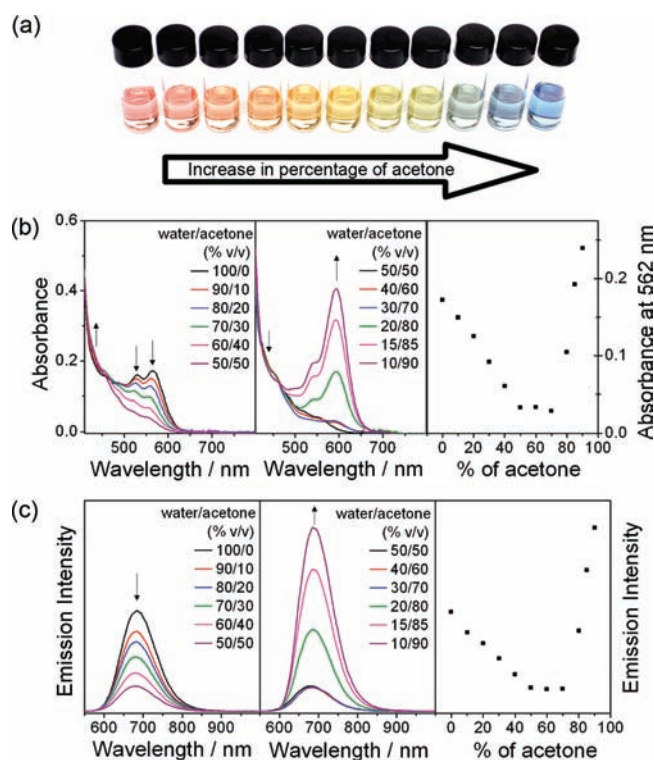 (a)
Increase in percentage of acetone
(b)
0.6
0.4
0.2
0.0
Absorbance
500 600 700
Wavelength / nm
water/acetone
(% v/v)
100/0
90/10
80/20
70/30
60/40
50/50
500 600 700
Wavelength / nm
water/acetone
(% v/v)
50/50
40/60
30/70
20/80
15/85
10/90
0 20 40 60 80 100
% of acetone
0.2
0.1
0.0
Absorbance at 562 nm
(c)
Emission Intensity
600 700 800 900
Wavelength / nm
water/acetone
(% v/v)
100/0
90/10
80/20
70/30
60/40
50/50
600 700 800 900
Wavelength / nm
water/acetone
(% v/v)
50/50
40/60
30/70
20/80
15/85
10/90
0 20 40 60 80 100
% of acetone
Emission Intensity